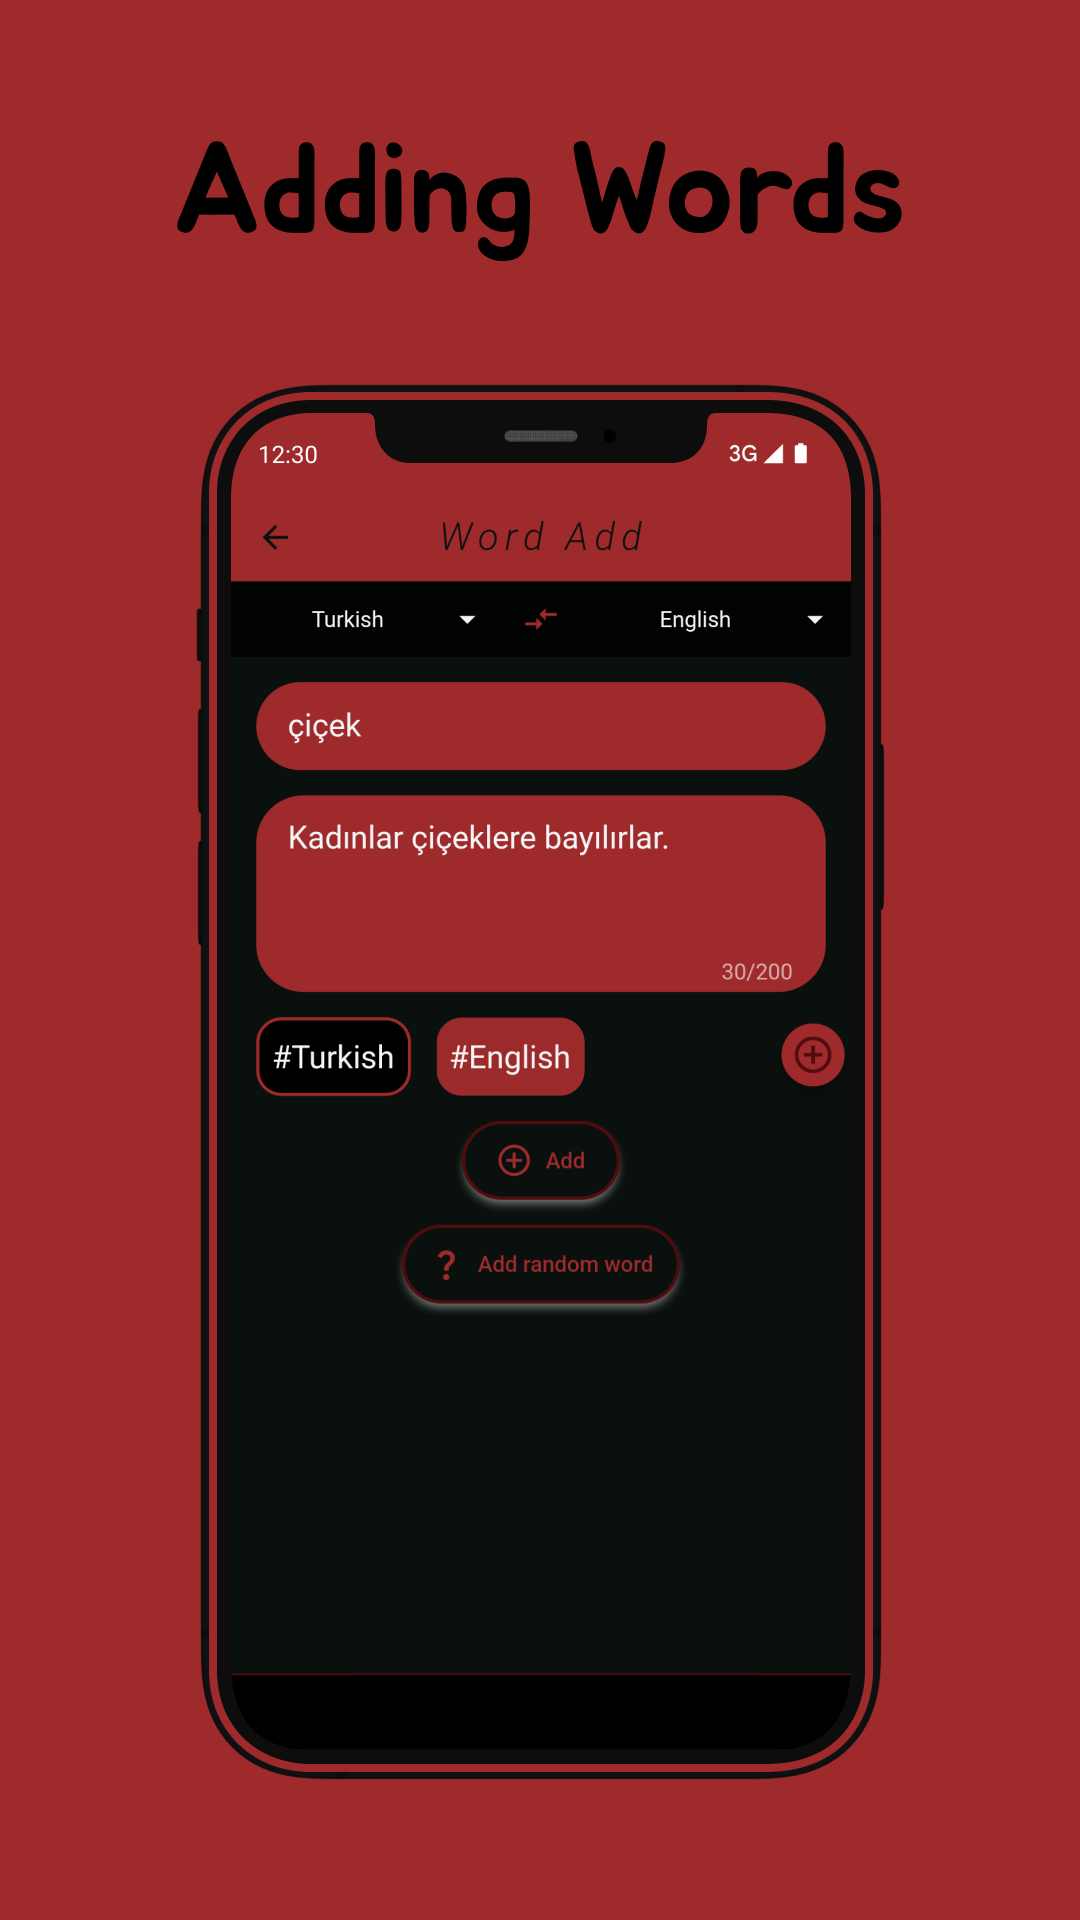 Adding Words
12:30 3G
Word Add
Turkish English
çiçek
Kadınlar çiçeklere bayılırlar.
30/200
#Turkish #English
Add
? Add random word